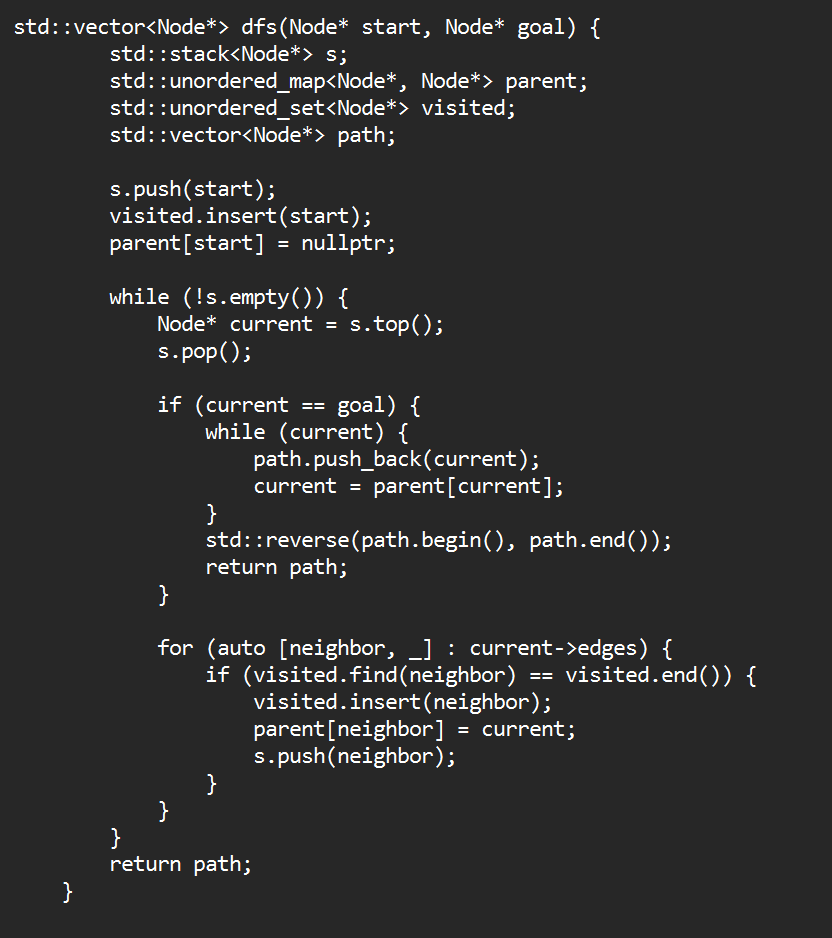 std::vector<Node*> dfs(Node* start, Node* goal) {
        std::stack<Node*> s;
        std::unordered_map<Node*, Node*> parent;
        std::unordered_set<Node*> visited;
        std::vector<Node*> path;

        s.push(start);
        visited.insert(start);
        parent[start] = nullptr;

        while (!s.empty()) {
            Node* current = s.top();
            s.pop();

            if (current == goal) {
                while (current) {
                    path.push_back(current);
                    current = parent[current];
                }
                std::reverse(path.begin(), path.end());
                return path;
            }

            for (auto [neighbor, _] : current->edges) {
                if (visited.find(neighbor) == visited.end()) {
                    visited.insert(neighbor);
                    parent[neighbor] = current;
                    s.push(neighbor);
                }
            }
        }
        return path;
    }